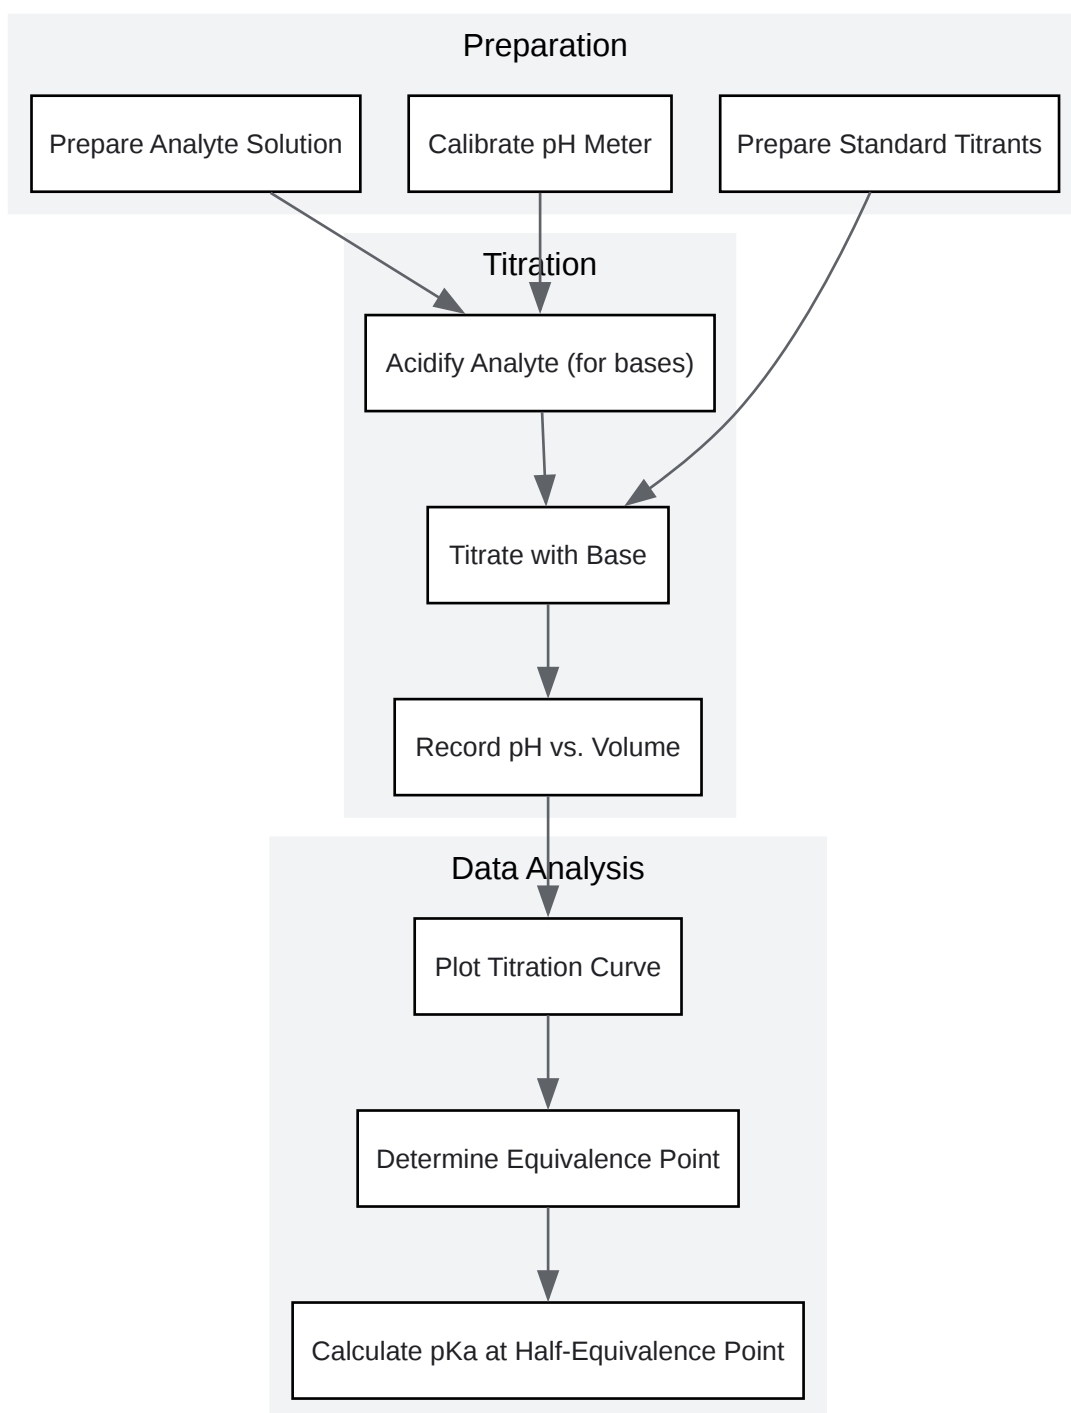 Preparation
Prepare Analyte Solution
Calibrate pH Meter
Prepare Standard Titrants
Titration
Acidify Analyte (for bases)
Titrate with Base
Record pH vs. Volume
Data Analysis
Plot Titration Curve
Determine Equivalence Point
Calculate pKa at Half-Equivalence Point